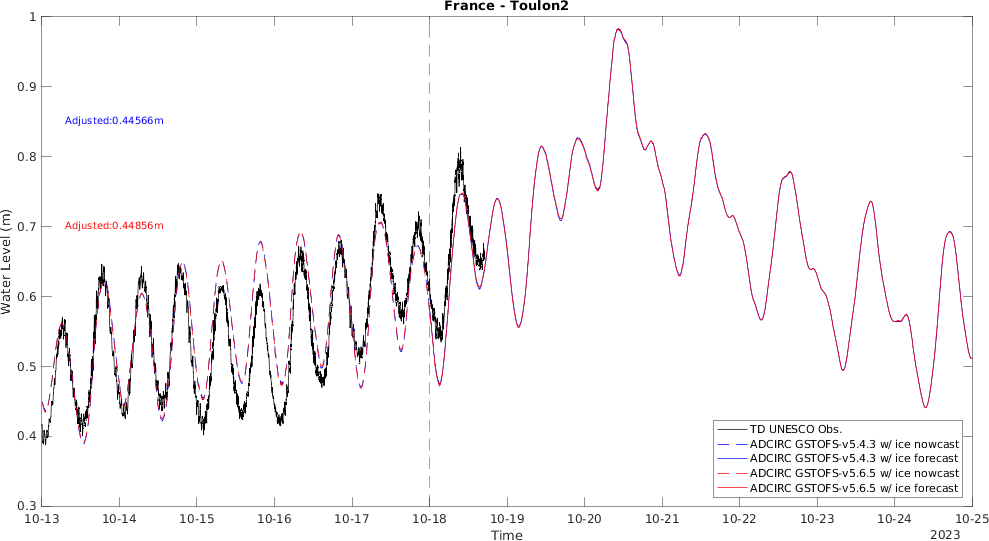 France - Toulon2
1
0.9
0.8
0.7
0.6
0.5
0.4
0.3
Water Level (m)
Adjusted:0.44566m
Adjusted:0.44856m
TD UNESCO Obs.
ADCIRC GSTOFS-v5.4.3 w/ ice nowcast
ADCIRC GSTOFS-v5.4.3 w/ ice forecast
ADCIRC GSTOFS-v5.6.5 w/ ice nowcast
ADCIRC GSTOFS-v5.6.5 w/ ice forecast
10-13 10-14 10-15 10-16 10-17 10-18 10-19 10-20 10-21 10-22 10-23 10-24 10-25
Time
2023